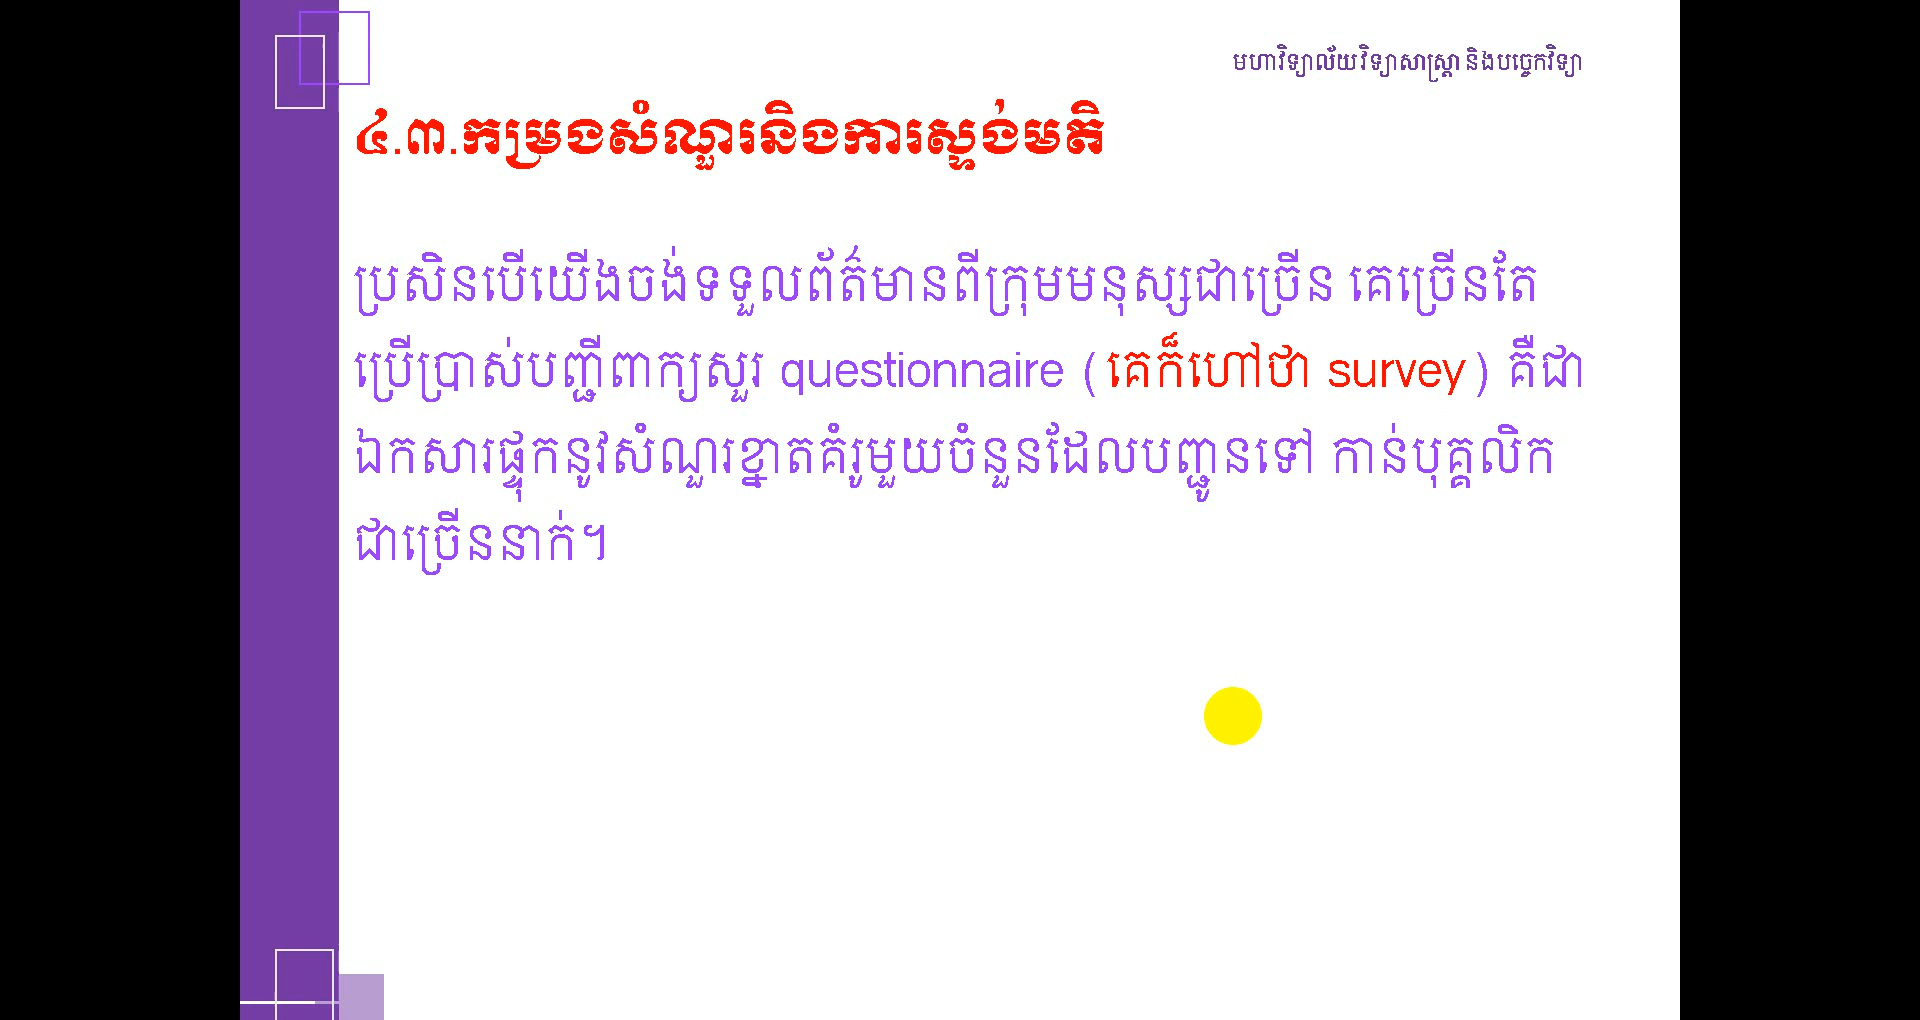 មហាវិទ្យាល័យវិទ្យាសាស្ត្រា និងបច្ចេកវិទ្យា
៤.៣.កម្រងសំណួរនិងការស្ទង់មតិ
ប្រសិនបើយើងចង់ទទួលព័ត៌មានពីក្រុមមនុស្សជាច្រើន គេច្រើនតែ
ប្រើប្រាស់បញ្ជីពាក្យសួរ questionnaire (គេក៏ហៅថា survey) គឺជា
ឯកសារផ្ទុកនូវសំណួរខ្នាតគំរូមួយចំនួនដែលបញ្ជូនទៅ កាន់បុគ្គលិក
ជាច្រើននាក់។